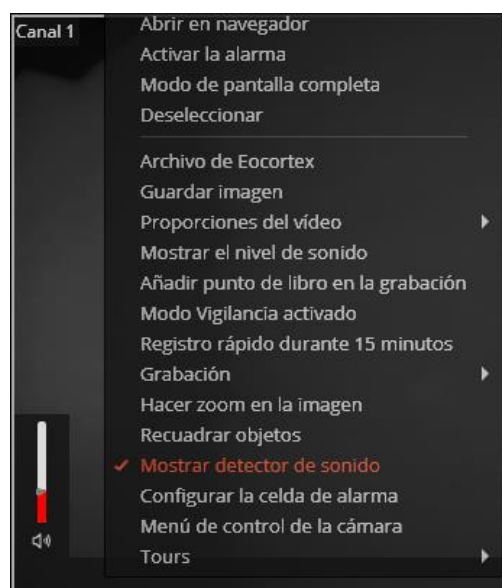 Canal 1
Abrir en navegador
Activar la alarma
Modo de pantalla completa
Deseleccionar
Archivo de Eocortex
Guardar imagen
Proporciones del vídeo
Mostrar el nivel de sonido
Añadir punto de libro en la grabación
Modo Vigilancia activado
Registro rápido durante 15 minutos
Grabación
Hacer zoom en la imagen
Recuadrar objetos
Mostrar detector de sonido
Configurar la celda de alarma
Menú de control de la cámara
Tours